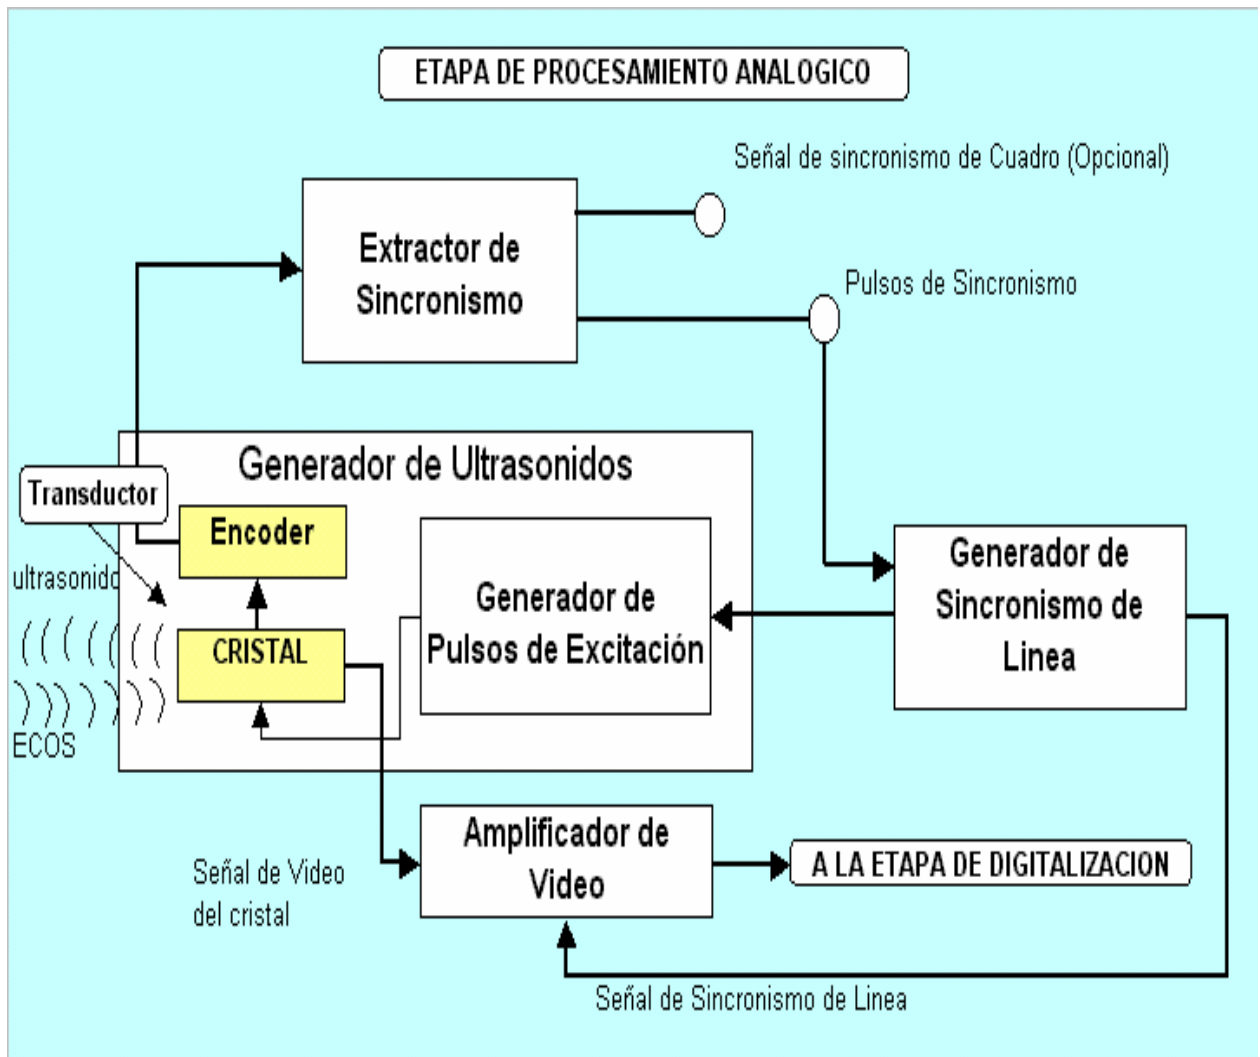 ETAPA DE PROCESAMIENTO ANALOGICO
Señal de sincronismo de Cuadro (Opcional)
Extractor de
Sincronismo
Pulsos de Sincronismo
Generador de Ultrasonidos
Transductor
Encoder
ultrasonido
CRISTAL
ECOS
Generador de
Pulsos de Excitación
Generador de
Sincronismo de
Linea
Amplificador de
Video
Señal de Video
del cristal
A LA ETAPA DE DIGITALIZACION
Señal de Sincronismo de Linea